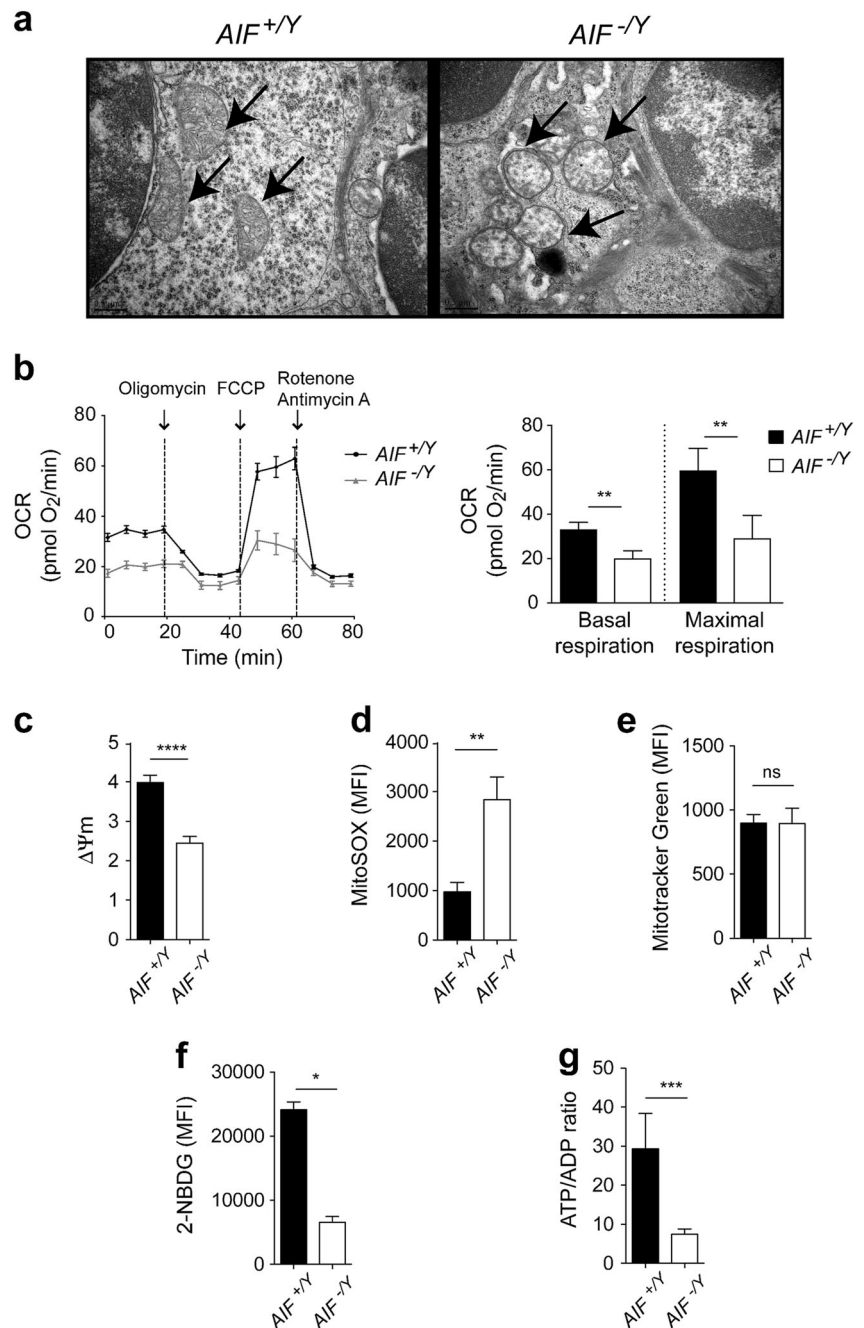 a
AIF +/Y
AIF -/Y
b
Oligomycin FCCP Rotenone
Antimycin A
80
60
40
20
0
OCR
(pmol O2/min)
0 20 40 60 80
Time (min)
AIF +/Y
AIF -/Y
80
60
40
20
0
OCR
(pmol O2/min)
**
**
AIF +/Y
AIF -/Y
Basal
respiration
Maximal
respiration
c
5
4
3
2
1
0
ΔΨm
****
AIF +/Y
AIF -/Y
d
4000
3000
2000
1000
0
MitoSOX (MFI)
**
AIF +/Y
AIF -/Y
e
1500
1000
500
0
Mitotracker Green (MFI)
ns
AIF +/Y
AIF -/Y
f
30000
20000
10000
0
2-NBDG (MFI)
*
AIF +/Y
AIF -/Y
g
50
40
30
20
10
0
ATP/ADP ratio
***
AIF +/Y
AIF -/Y